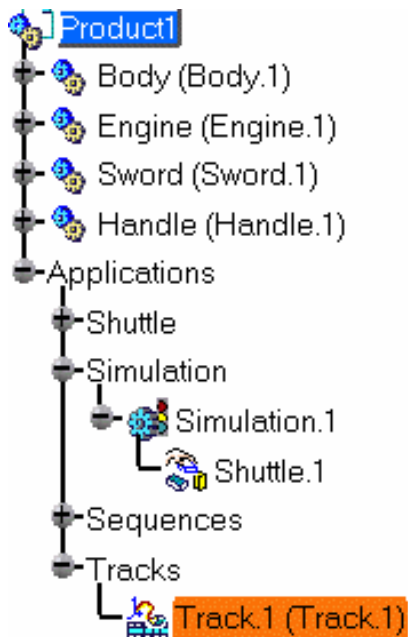 Product1
Body (Body.1)
Engine (Engine.1)
Sword (Sword.1)
Handle (Handle.1)
Applications
Shuttle
Simulation
Simulation.1
Shuttle.1
Sequences
Tracks
Track.1 (Track.1)